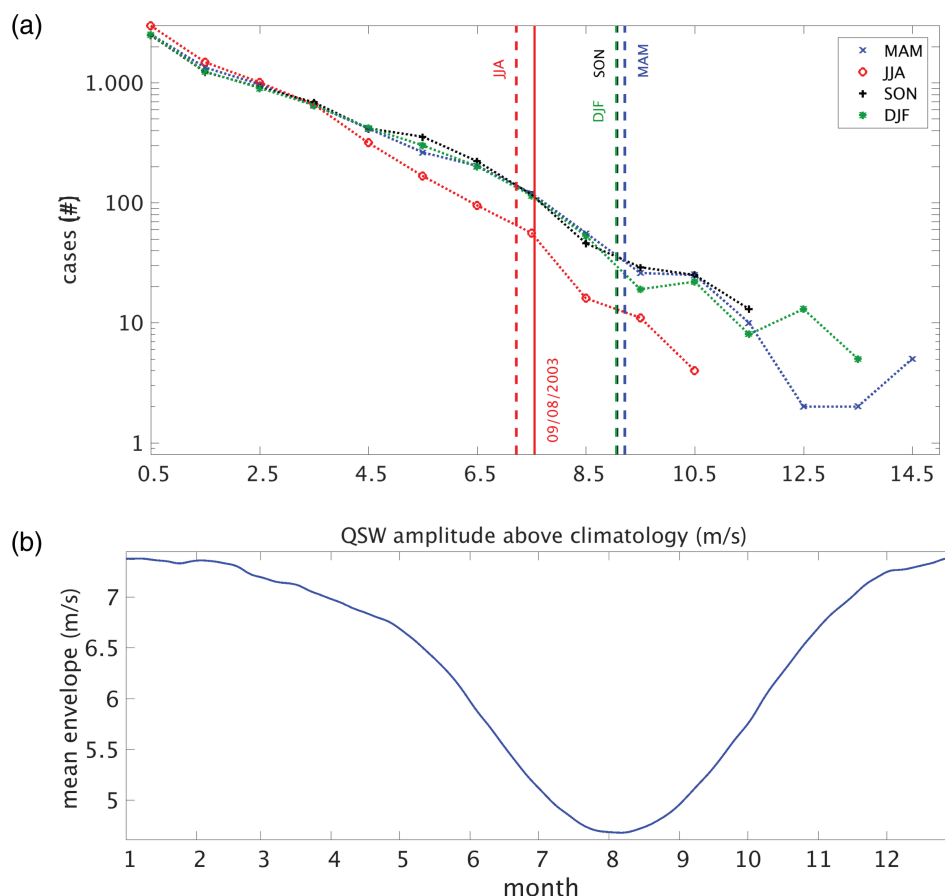 (a)
JJA
SON
DJF
MAM
09/08/2003
MAM
JJA
SON
DJF
cases (#)
1.000
100
10
1
0.5 2.5 4.5 6.5 8.5 10.5 12.5 14.5
QSW amplitude above climatology (m/s)
(b)
mean envelope (m/s)
7
6.5
6
5.5
5
1 2 3 4 5 6 7 8 9 10 11 12
month